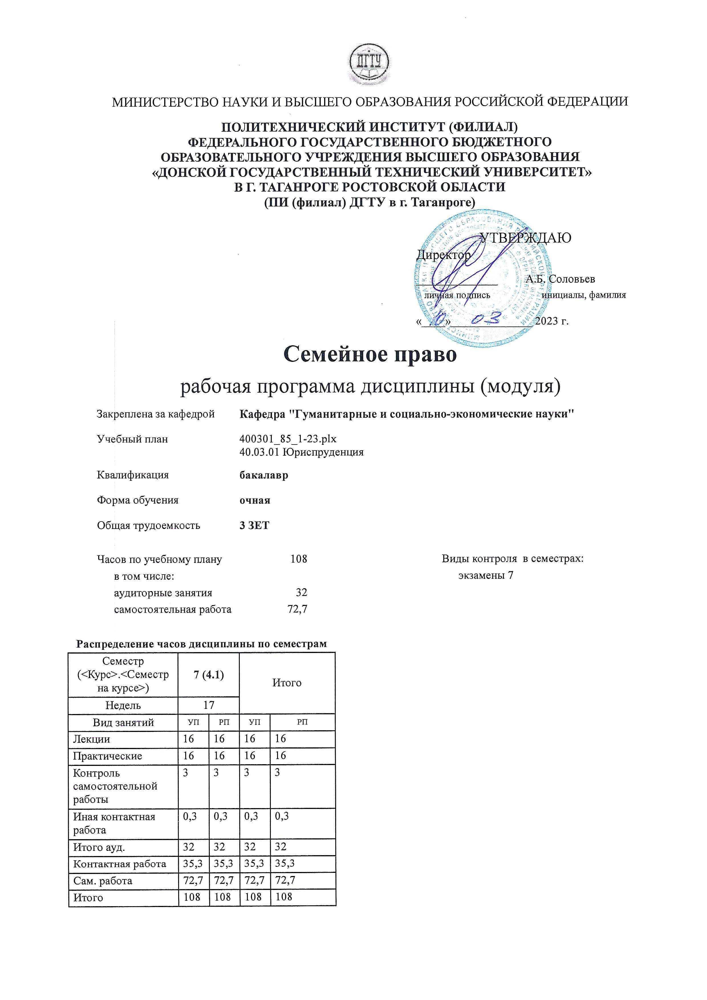 ДГТУ
МИНИСТЕРСТВО НАУКИ И ВЫСШЕГО ОБРАЗОВАНИЯ РОССИЙСКОЙ ФЕДЕРАЦИИ
ПОЛИТЕХНИЧЕСКИЙ ИНСТИТУТ (ФИЛИАЛ)
ФЕДЕРАЛЬНОГО ГОСУДАРСТВЕННОГО БЮДЖЕТНОГО
ОБРАЗОВАТЕЛЬНОГО УЧРЕЖДЕНИЯ ВЫСШЕГО ОБРАЗОВАНИЯ
«ДОНСКОЙ ГОСУДАРСТВЕННЫЙ ТЕХНИЧЕСКИЙ УНИВЕРСИТЕТ»
В Г. ТАГАНРОГЕ РОСТОВСКОЙ ОБЛАСТИ
(ПИ (филиал) ДГТУ в г. Таганроге)
УТВЕРЖДАЮ
Директор
А.Б. Соловьев
личная подпись инициалы, фамилия
«10» 03 2023 г.
Семейное право
рабочая программа дисциплины (модуля)
Закреплена за кафедрой Кафедра "Гуманитарные и социально-экономические науки"
Учебный план 400301_85_1-23.plx
40.03.01 Юриспруденция
Квалификация бакалавр
Форма обучения очная
Общая трудоемкость 3 ЗЕТ
Часов по учебному плану 108 Виды контроля в семестрах:
в том числе: экзамены 7
аудиторные занятия 32
самостоятельная работа 72,7
Распределение часов дисциплины по семестрам
Семестр
(<Курс>.<Семестр 7 (4.1) Итого
на курсе>)
Недель 17
Вид занятий УП РП УП РП
Лекции 16 16 16 16
Практические 16 16 16 16
Контроль 3 3 3 3
самостоятельной
работы
Иная контактная 0,3 0,3 0,3 0,3
работа
Итого ауд. 32 32 32 32
Контактная работа 35,3 35,3 35,3 35,3
Сам. работа 72,7 72,7 72,7 72,7
Итого 108 108 108 108